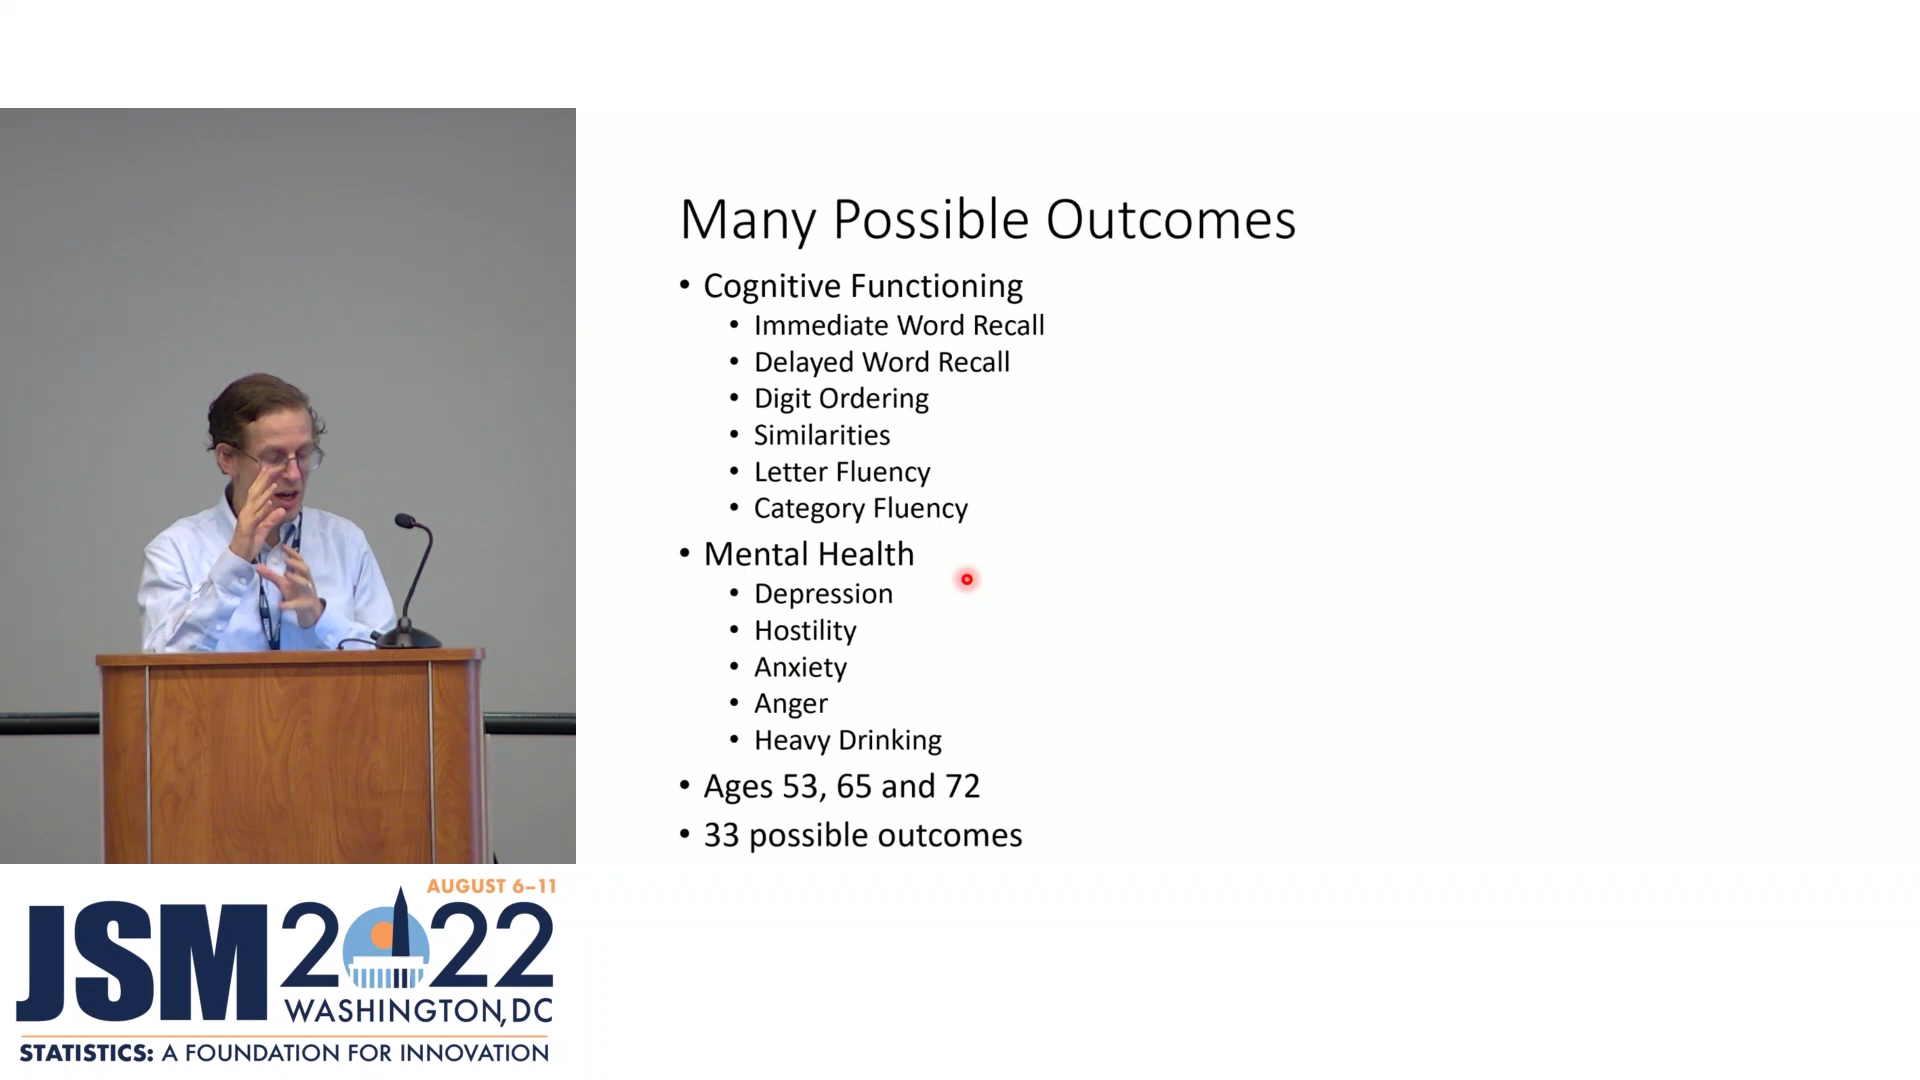 Many Possible Outcomes
• Cognitive Functioning
• Immediate Word Recall
• Delayed Word Recall
• Digit Ordering
• Similarities
• Letter Fluency
• Category Fluency
• Mental Health
• Depression
• Hostility
• Anxiety
• Anger
• Heavy Drinking
• Ages 53, 65 and 72
• 33 possible outcomes
AUGUST 6–11
JSM 2022
WASHINGTON, DC
STATISTICS: A FOUNDATION FOR INNOVATION